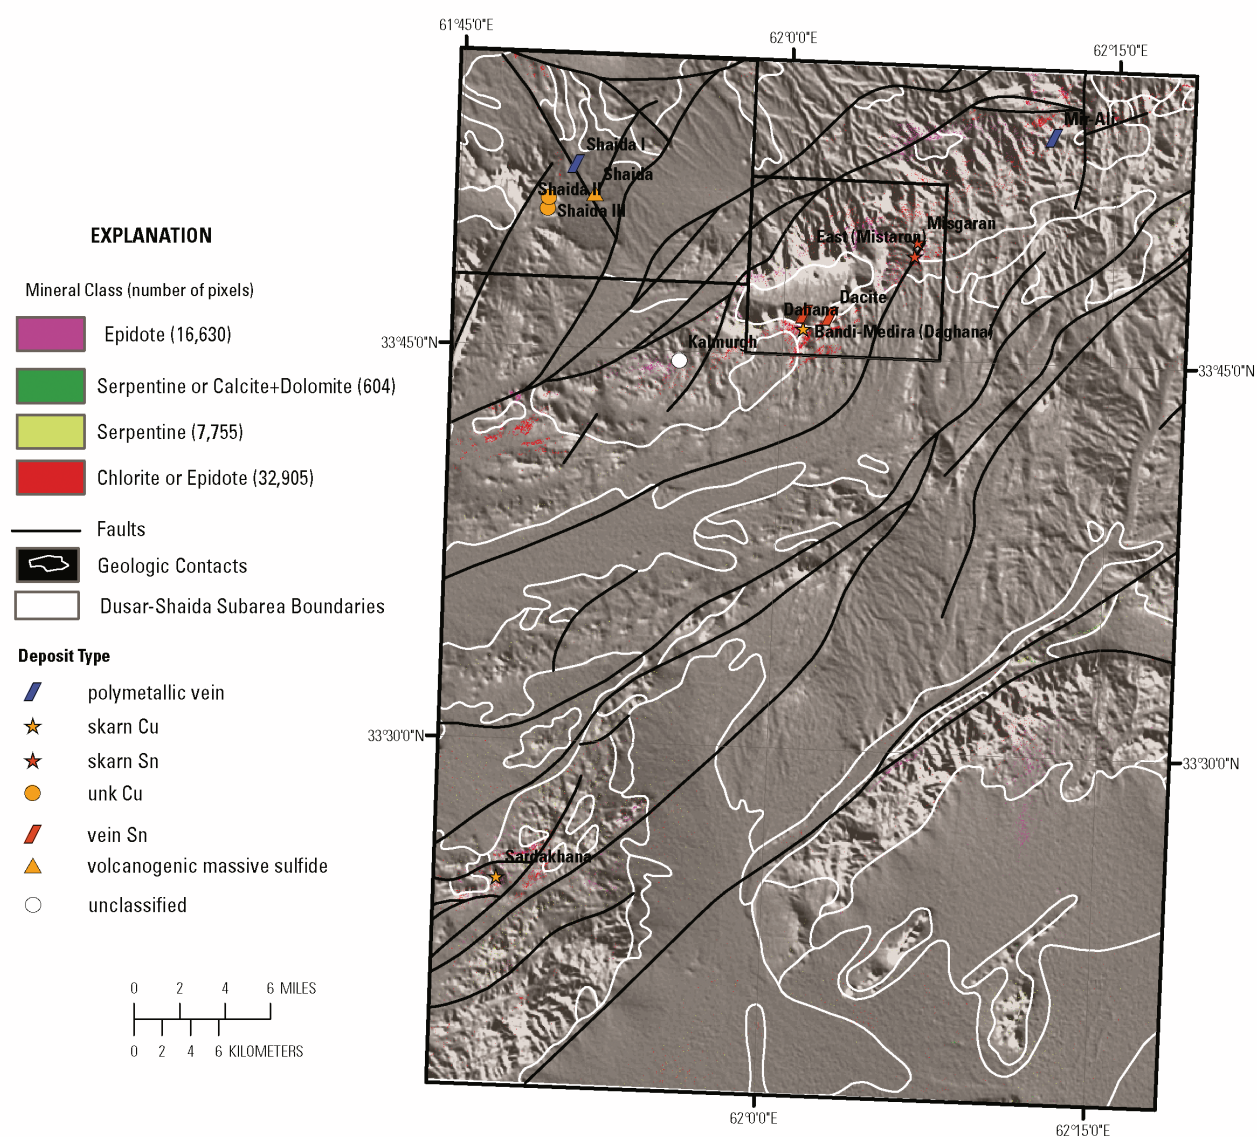 61°45'0"E
62°0'0"E
62°15'0"E
Mir-Ali
Shaida I
Shaida
Shaida II
Shaida III
EXPLANATION
Misgaran
East (Mistaron)
Mineral Class (number of pixels)
Dacite
Dahana
Epidote (16,630)
Bandi-Medira (Daghana)
33°45'0"N
Kalmurgh
33°45'0"N
Serpentine or Calcite+Dolomite (604)
Serpentine (7,755)
Chlorite or Epidote (32,905)
Faults
Geologic Contacts
Dusar-Shaida Subarea Boundaries
Deposit Type
polymetallic vein
skarn Cu
33°30'0"N
skarn Sn
33°30'0"N
unk Cu
vein Sn
Sardakhana
volcanogenic massive sulfide
unclassified
0 2 4 6 MILES
0 2 4 6 KILOMETERS
62°0'0"E
62°15'0"E